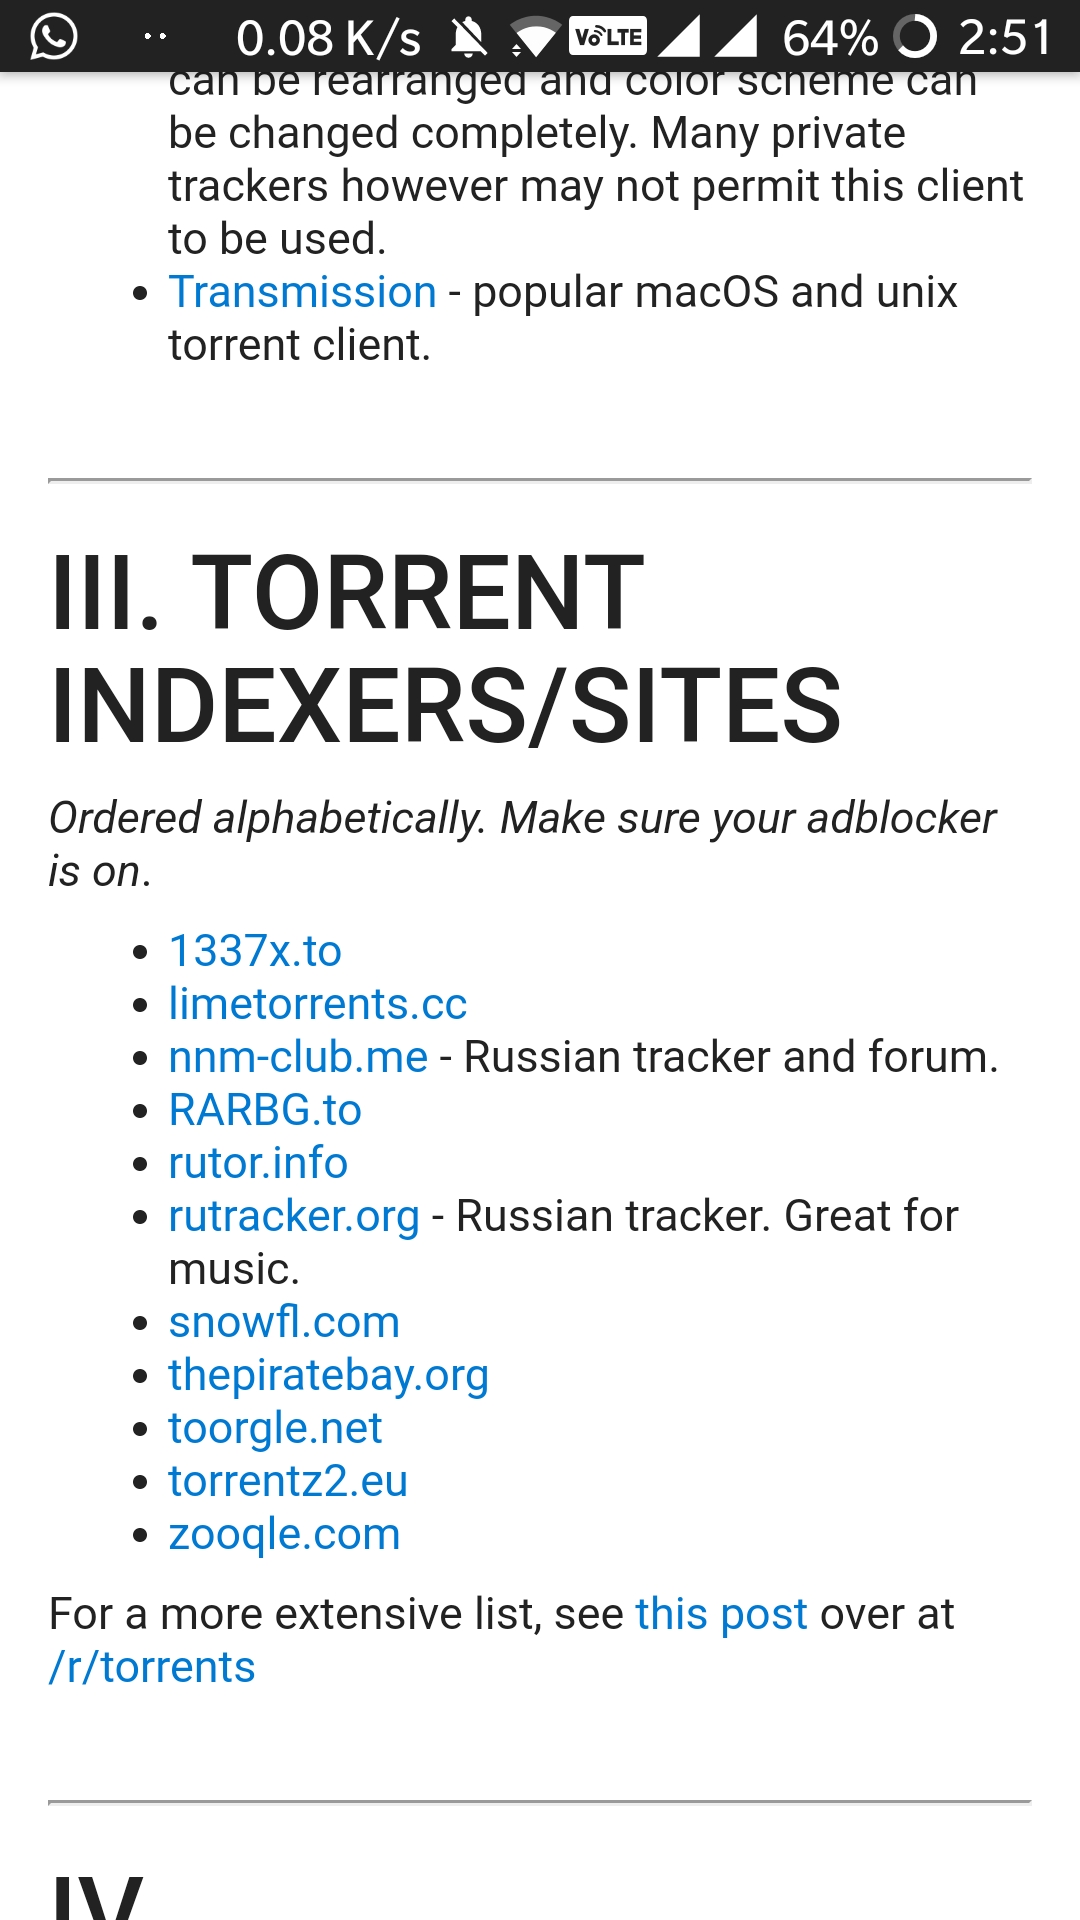 0.08 K/s VoLTE 64% 2:51
can be rearranged and color scheme can
be changed completely. Many private
trackers however may not permit this client
to be used.
• Transmission - popular macOS and unix
torrent client.
III. TORRENT
INDEXERS/SITES
Ordered alphabetically. Make sure your adblocker
is on.
• 1337x.to
• limetorrents.cc
• nnm-club.me - Russian tracker and forum.
• RARBG.to
• rutor.info
• rutracker.org - Russian tracker. Great for
music.
• snowfl.com
• thepiratebay.org
• toorgle.net
• torrentz2.eu
• zooqle.com
For a more extensive list, see this post over at
/r/torrents
IV